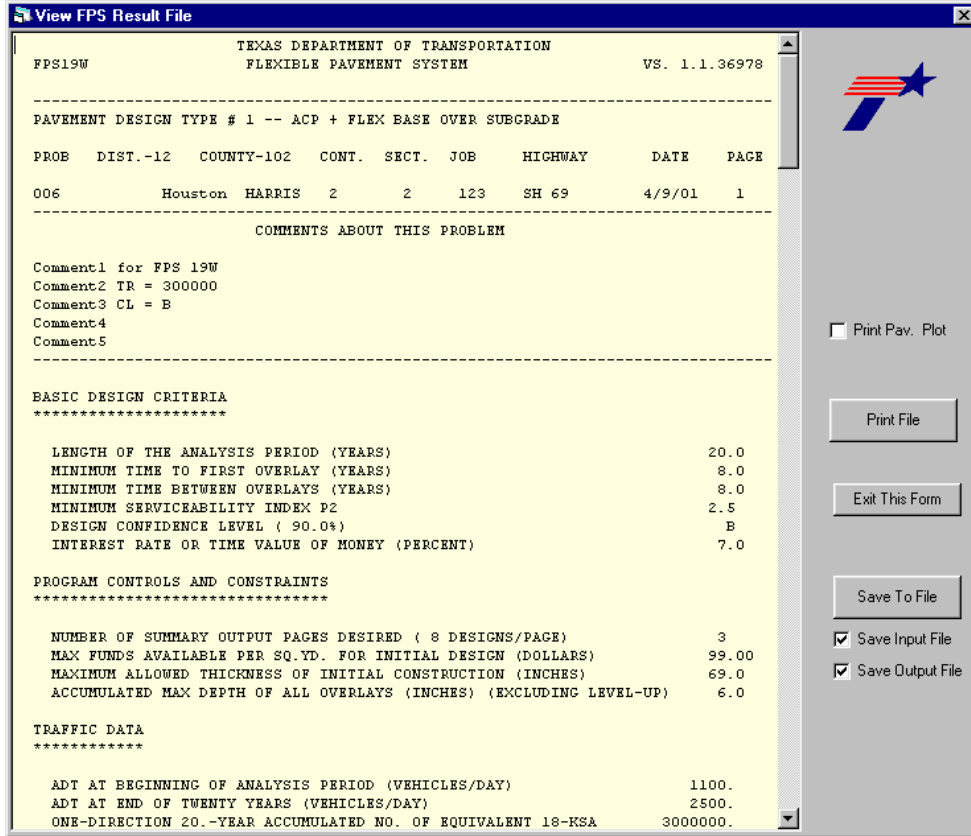 View FPS Result File
TEXAS DEPARTMENT OF TRANSPORTATION
FPS19W FLEXIBLE PAVEMENT SYSTEM VS. 1.1.36978
--------------------------------------------------------------------------------
PAVEMENT DESIGN TYPE # 1 -- ACP + FLEX BASE OVER SUBGRADE
PROB DIST.-12 COUNTY-102 CONT. SECT. JOB HIGHWAY DATE PAGE
006 Houston HARRIS 2 2 123 SH 69 4/9/01 1
--------------------------------------------------------------------------------
COMMENTS ABOUT THIS PROBLEM
Comment1 for FPS 19W
Comment2 TR = 300000
Comment3 CL = B
Comment4
Comment5
--------------------------------------------------------------------------------
BASIC DESIGN CRITERIA
*********************
LENGTH OF THE ANALYSIS PERIOD (YEARS) 20.0
MINIMUM TIME TO FIRST OVERLAY (YEARS) 8.0
MINIMUM TIME BETWEEN OVERLAYS (YEARS) 8.0
MINIMUM SERVICEABILITY INDEX P2 2.5
DESIGN CONFIDENCE LEVEL ( 90.0%) B
INTEREST RATE OR TIME VALUE OF MONEY (PERCENT) 7.0
PROGRAM CONTROLS AND CONSTRAINTS
********************************
NUMBER OF SUMMARY OUTPUT PAGES DESIRED ( 8 DESIGNS/PAGE) 3
MAX FUNDS AVAILABLE PER SQ.YD. FOR INITIAL DESIGN (DOLLARS) 99.00
MAXIMUM ALLOWED THICKNESS OF INITIAL CONSTRUCTION (INCHES) 69.0
ACCUMULATED MAX DEPTH OF ALL OVERLAYS (INCHES) (EXCLUDING LEVEL-UP) 6.0
TRAFFIC DATA
************
ADT AT BEGINNING OF ANALYSIS PERIOD (VEHICLES/DAY) 1100.
ADT AT END OF TWENTY YEARS (VEHICLES/DAY) 2500.
ONE-DIRECTION 20.-YEAR ACCUMULATED NO. OF EQUIVALENT 18-KSA 3000000.
Print Pav. Plot
Print File
Exit This Form
Save To File
Save Input File
Save Output File